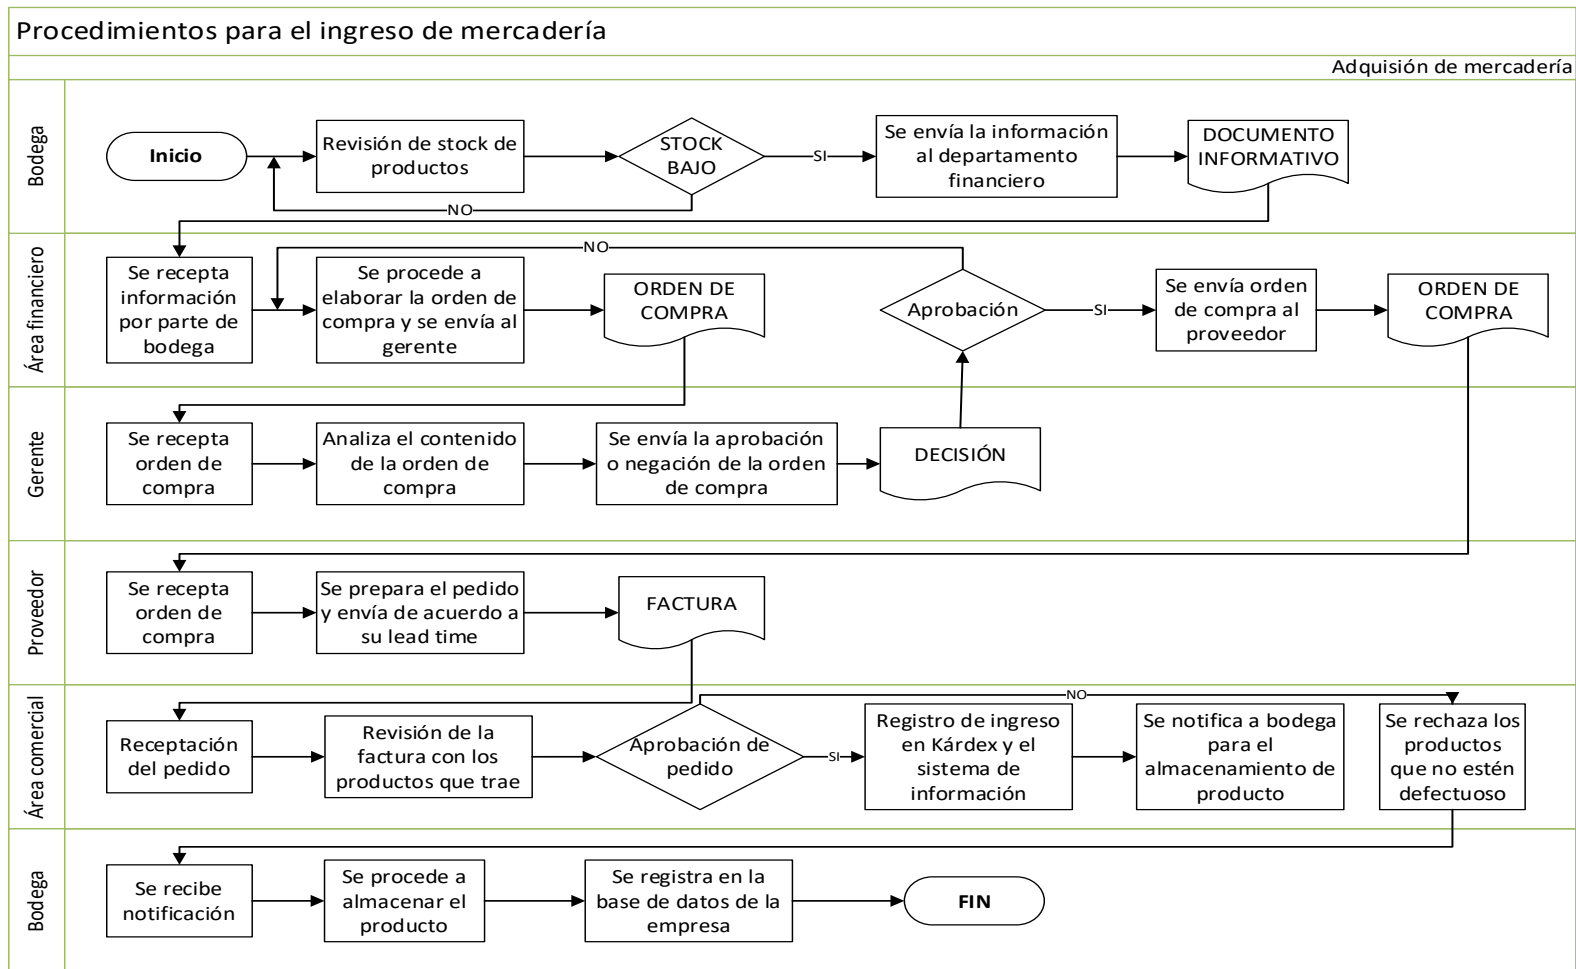 Procedimientos para el ingreso de mercadería
Adquisión de mercadería
Bodega
Inicio
Revisión de stock de
productos
STOCK
BAJO
SI
NO
Se envía la información
al departamento
financiero
DOCUMENTO
INFORMATIVO
Área financiero
Se recepta
información
por parte de
bodega
Se procede a
elaborar la orden de
compra y se envía al
gerente
ORDEN DE
COMPRA
NO
Aprobación
SI
Se envía orden
de compra al
proveedor
ORDEN DE
COMPRA
Gerente
Se recepta
orden de
compra
Analiza el contenido
de la orden de
compra
Se envía la aprobación
o negación de la orden
de compra
DECISIÓN
Proveedor
Se recepta
orden de
compra
Se prepara el pedido
y envía de acuerdo a
su lead time
FACTURA
Área comercial
Receptación
del pedido
Revisión de la
factura con los
productos que trae
Aprobación de
pedido
SI
NO
Registro de ingreso
en Kárdex y el
sistema de
información
Se notifica a bodega
para el
almacenamiento de
producto
Se rechaza los
productos
que no estén
defectuoso
Bodega
Se recibe
notificación
Se procede a
almacenar el
producto
Se registra en la
base de datos de la
empresa
FIN